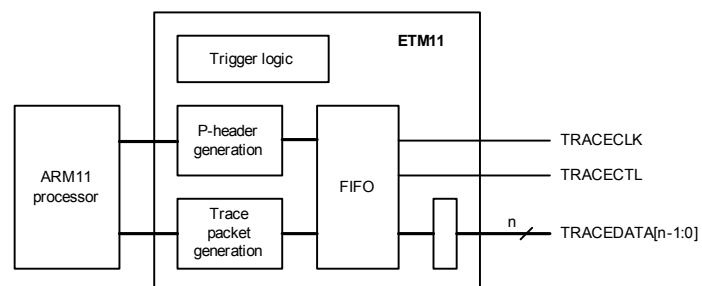 ETM11
Trigger logic
P-header
generation
TRACECLK
TRACECTL
ARM11
processor
FIFO
Trace
packet
generation
n
TRACEDATA[n-1:0]